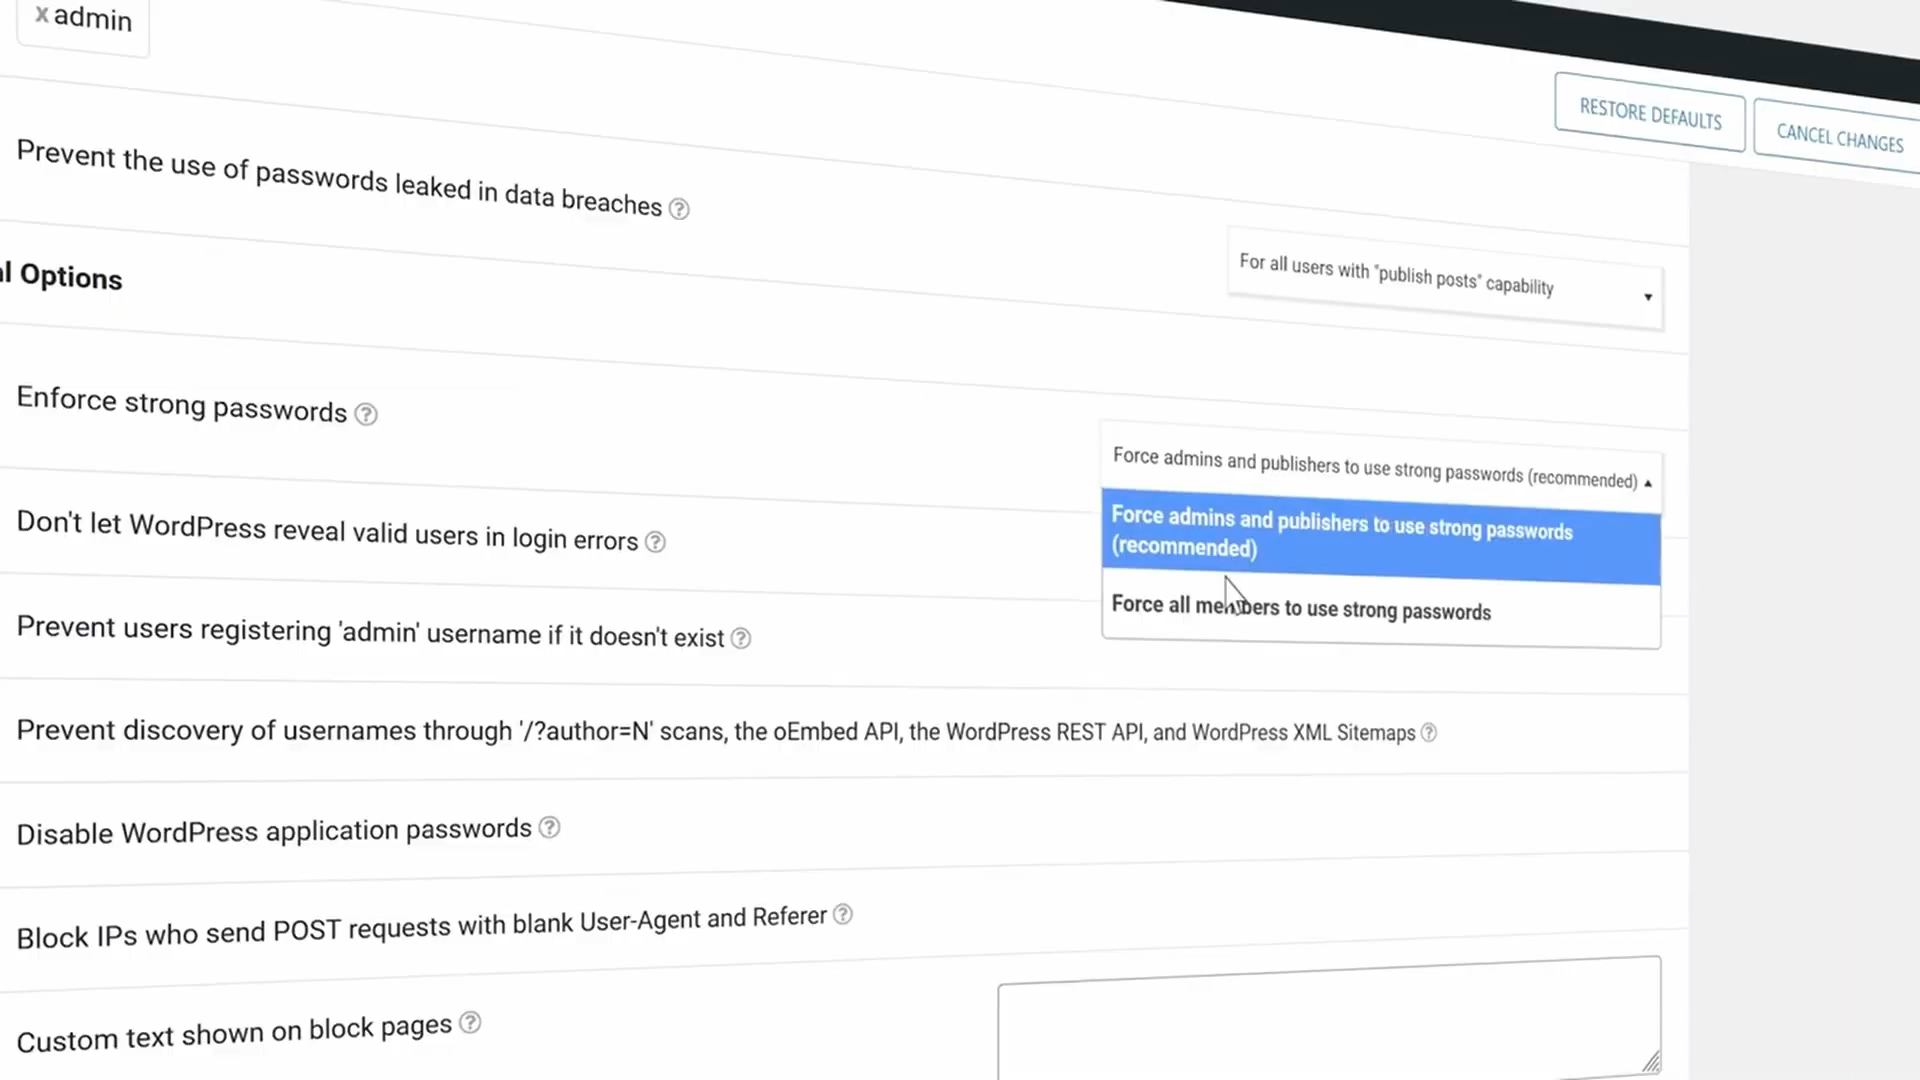 x admin
RESTORE DEFAULTS
CANCEL CHANGES
Prevent the use of passwords leaked in data breaches ?
For all users with "publish posts" capability
l Options
Enforce strong passwords ?
Force admins and publishers to use strong passwords (recommended)
Force admins and publishers to use strong passwords
(recommended)
Force all members to use strong passwords
Don't let WordPress reveal valid users in login errors ?
Prevent users registering 'admin' username if it doesn't exist ?
Prevent discovery of usernames through '/?author=N' scans, the oEmbed API, the WordPress REST API, and WordPress XML Sitemaps ?
Disable WordPress application passwords ?
Block IPs who send POST requests with blank User-Agent and Referer ?
Custom text shown on block pages ?